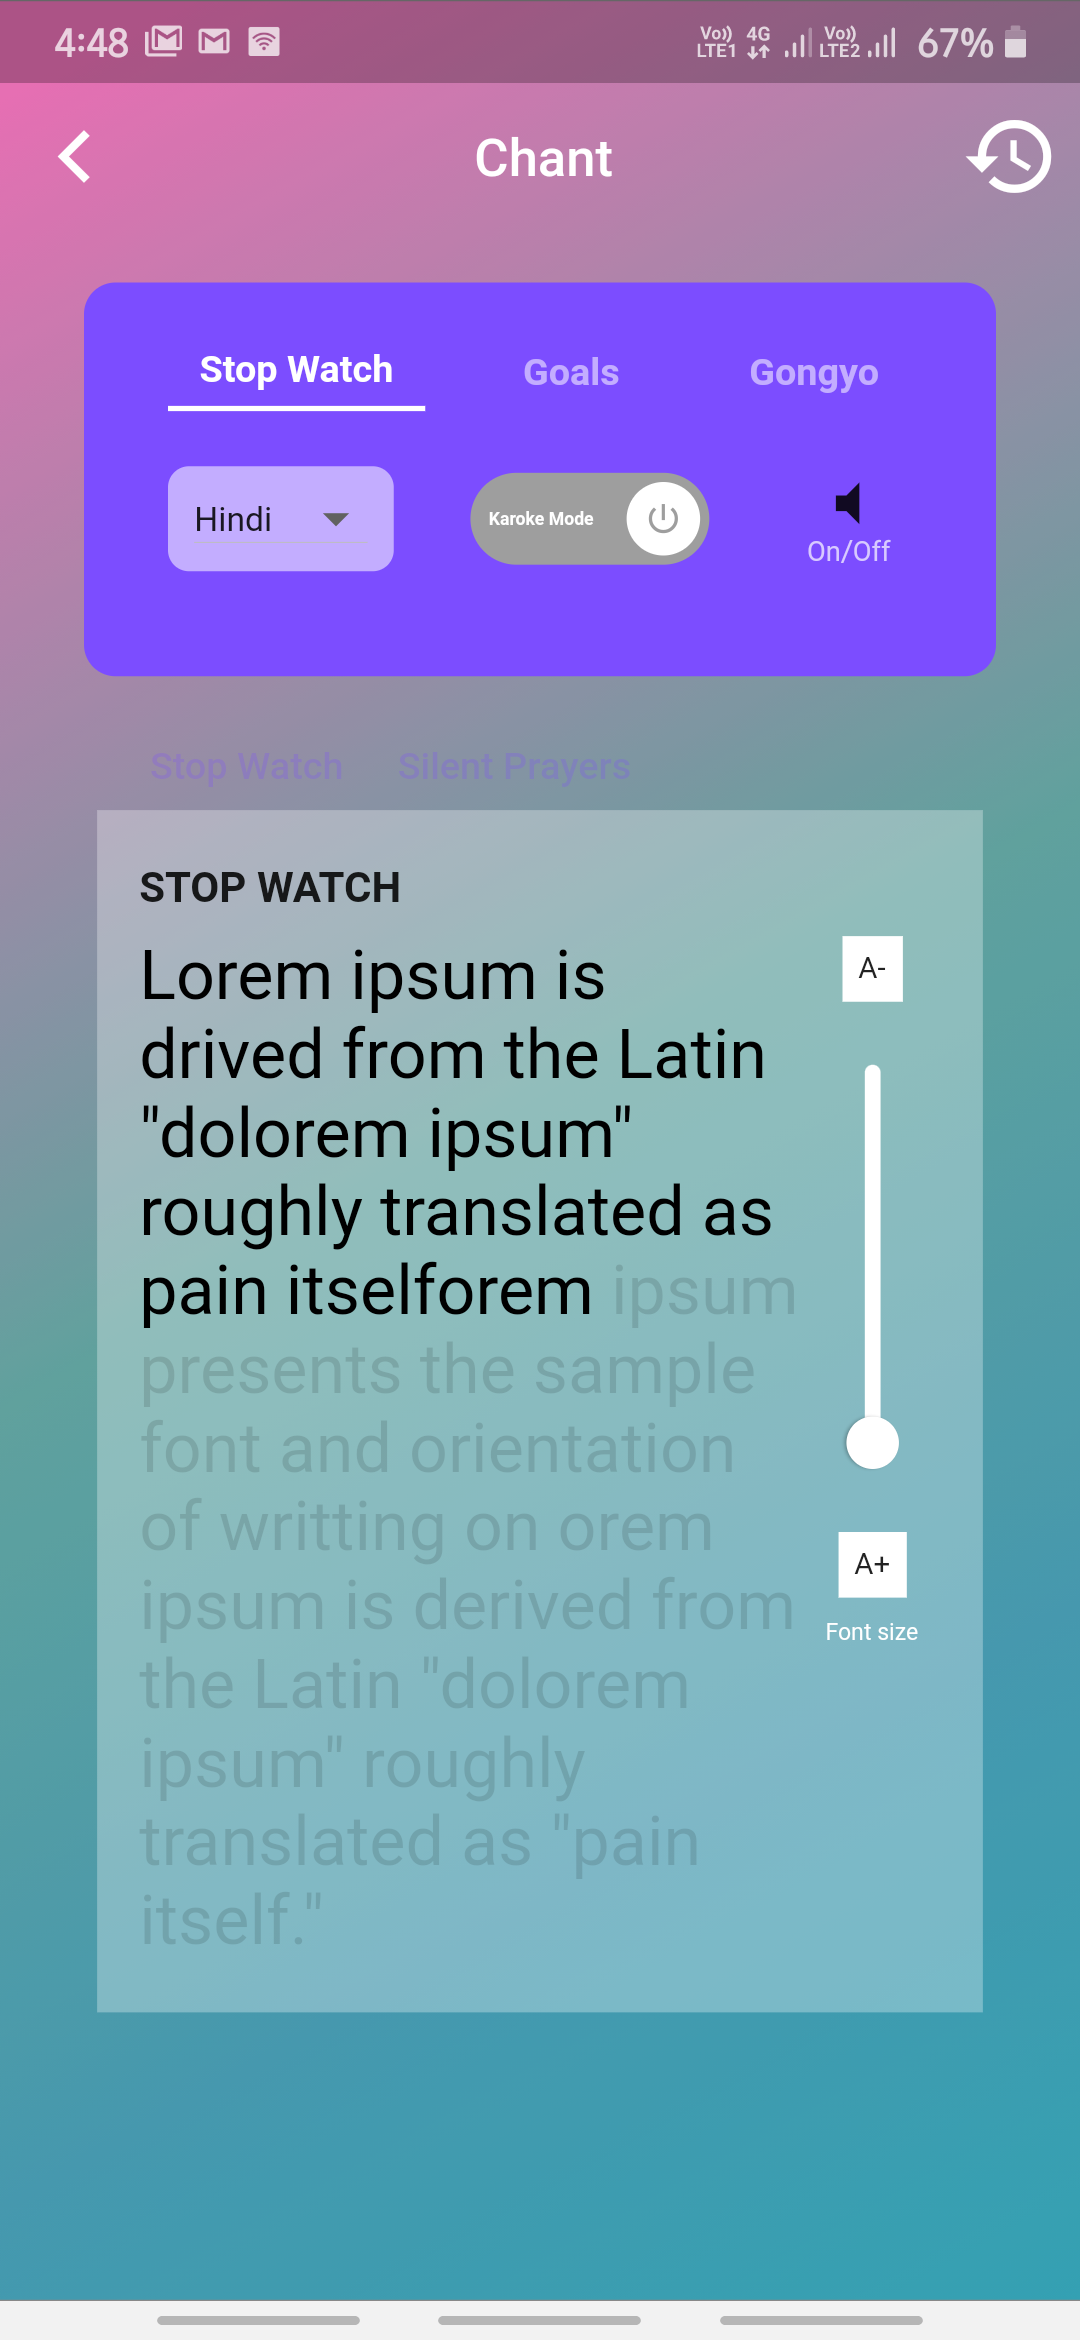 4:48 Vo)) LTE1 4G Vo)) LTE2 67%
Chant
Stop Watch Goals Gongyo
Hindi Karoke Mode
On/Off
Stop Watch Silent Prayers
STOP WATCH
A-
Lorem ipsum is
drived from the Latin
"dolorem ipsum"
roughly translated as
pain itselforem ipsum
presents the sample
font and orientation
of writting on orem
ipsum is derived from
the Latin "dolorem
ipsum" roughly
translated as "pain
itself."
A+
Font size